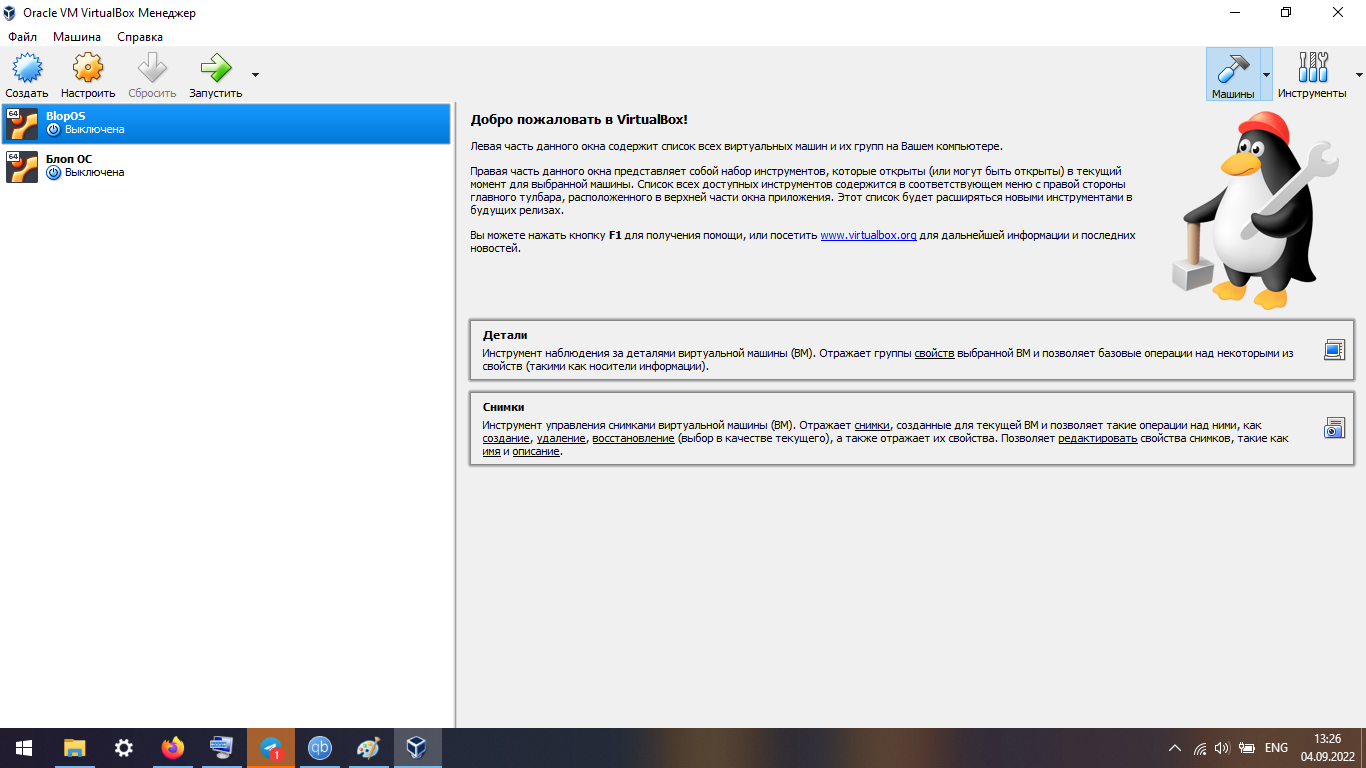 Oracle VM VirtualBox Менеджер
Файл Машина Справка
Создать Настроить Сбросить Запустить Машины Инструменты
64 BlopOS
Выключена
64 Блоп ОС
Выключена
Добро пожаловать в VirtualBox!
Левая часть данного окна содержит список всех виртуальных машин и их групп на Вашем компьютере.
Правая часть данного окна представляет собой набор инструментов, которые открыты (или могут быть открыты) в текущий
момент для выбранной машины. Список всех доступных инструментов содержится в соответствующем меню с правой стороны
главного тулбара, расположенного в верхней части окна приложения. Этот список будет расширяться новыми инструментами в
будущих релизах.
Вы можете нажать кнопку F1 для получения помощи, или посетить www.virtualbox.org для дальнейшей информации и последних
новостей.
Детали
Инструмент наблюдения за деталями виртуальной машины (ВМ). Отражает группы свойств выбранной ВМ и позволяет базовые операции над некоторыми из
свойств (такими как носители информации).
Снимки
Инструмент управления снимками виртуальной машины (ВМ). Отражает снимки, созданные для текущей ВМ и позволяет такие операции над ними, как
создание, удаление, восстановление (выбор в качестве текущего), а также отражает их свойства. Позволяет редактировать свойства снимков, такие как
имя и описание.
1 qb ENG 13:26
04.09.2022